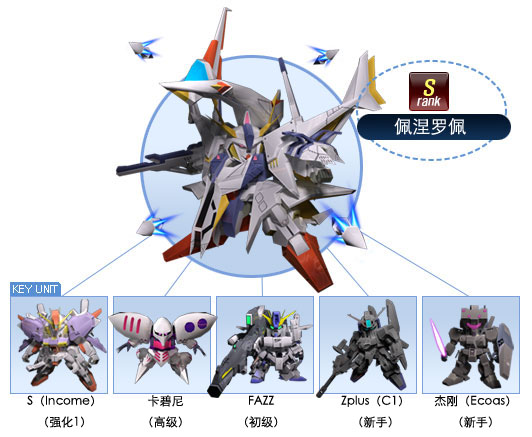 S
rank
佩涅罗佩
KEY UNIT
S（Income）
（强化1）
卡碧尼
（高级）
FAZZ
（初级）
Zplus（C1）
（新手）
杰刚（Ecoas）
（新手）